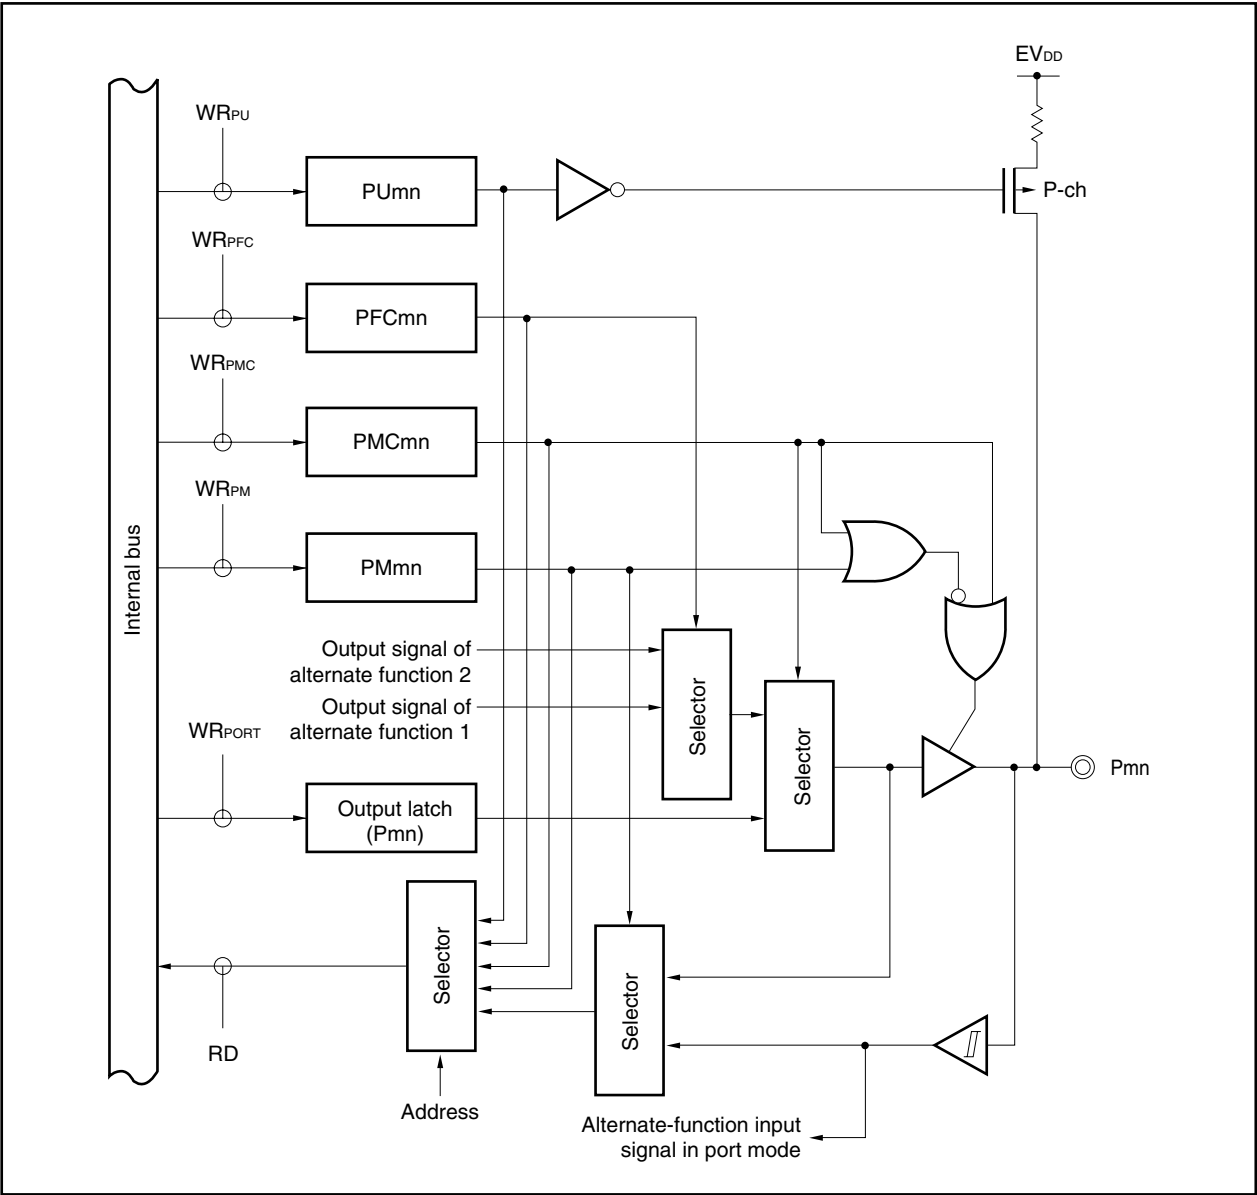 EVDD
WRPU
PUmn
P-ch
WRPFC
PFCmn
WRPMC
PMCmn
WRPM
PMmn
Internal bus
Output signal of
alternate function 2
Output signal of
alternate function 1
Selector
Selector
WRPORT
Pmn
Output latch
(Pmn)
Selector
Selector
RD
Address
Alternate-function input
signal in port mode